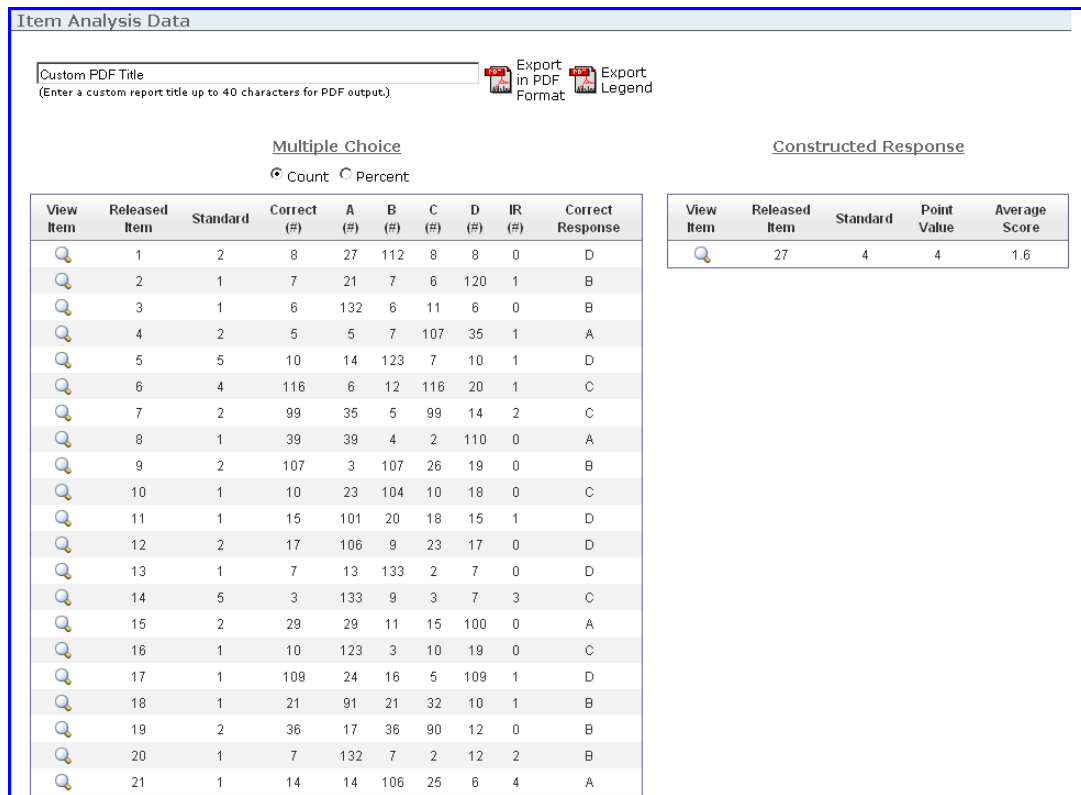 Item Analysis Data
Custom PDF Title
(Enter a custom report title up to 40 characters for PDF output.)
Export in PDF Format
Export Legend
Multiple Choice
Count Percent
View Item Released Item Standard Correct (#) A (#) B (#) C (#) D (#) IR (#) Correct Response
1 2 8 27 112 8 8 0 D
2 1 7 21 7 6 120 1 B
3 1 6 132 6 11 6 0 B
4 2 5 5 7 107 35 1 A
5 5 10 14 123 7 10 1 D
6 4 116 6 12 116 20 1 C
7 2 99 35 5 99 14 2 C
8 1 39 39 4 2 110 0 A
9 2 107 3 107 26 19 0 B
10 1 10 23 104 10 18 0 C
11 1 15 101 20 18 15 1 D
12 2 17 106 9 23 17 0 D
13 1 7 13 133 2 7 0 D
14 5 3 133 9 3 7 3 C
15 2 29 29 11 15 100 0 A
16 1 10 123 3 10 19 0 C
17 1 109 24 16 5 109 1 D
18 1 21 91 21 32 10 1 B
19 2 36 17 36 90 12 0 B
20 1 7 132 7 2 12 2 B
21 1 14 14 106 25 6 4 A
Constructed Response
View Item Released Item Standard Point Value Average Score
27 4 4 1.6